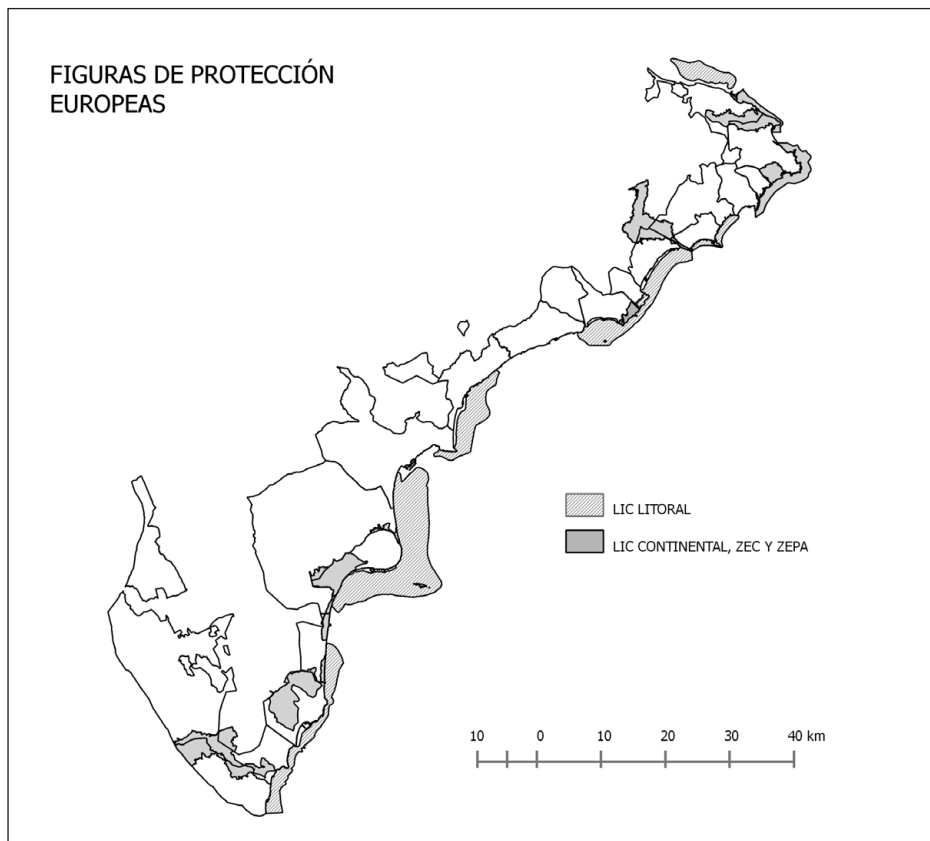 FIGURAS DE PROTECCIÓN
EUROPEAS
LIC LITORAL
LIC CONTINENTAL, ZEC Y ZEPA
10 0 10 20 30 40 km